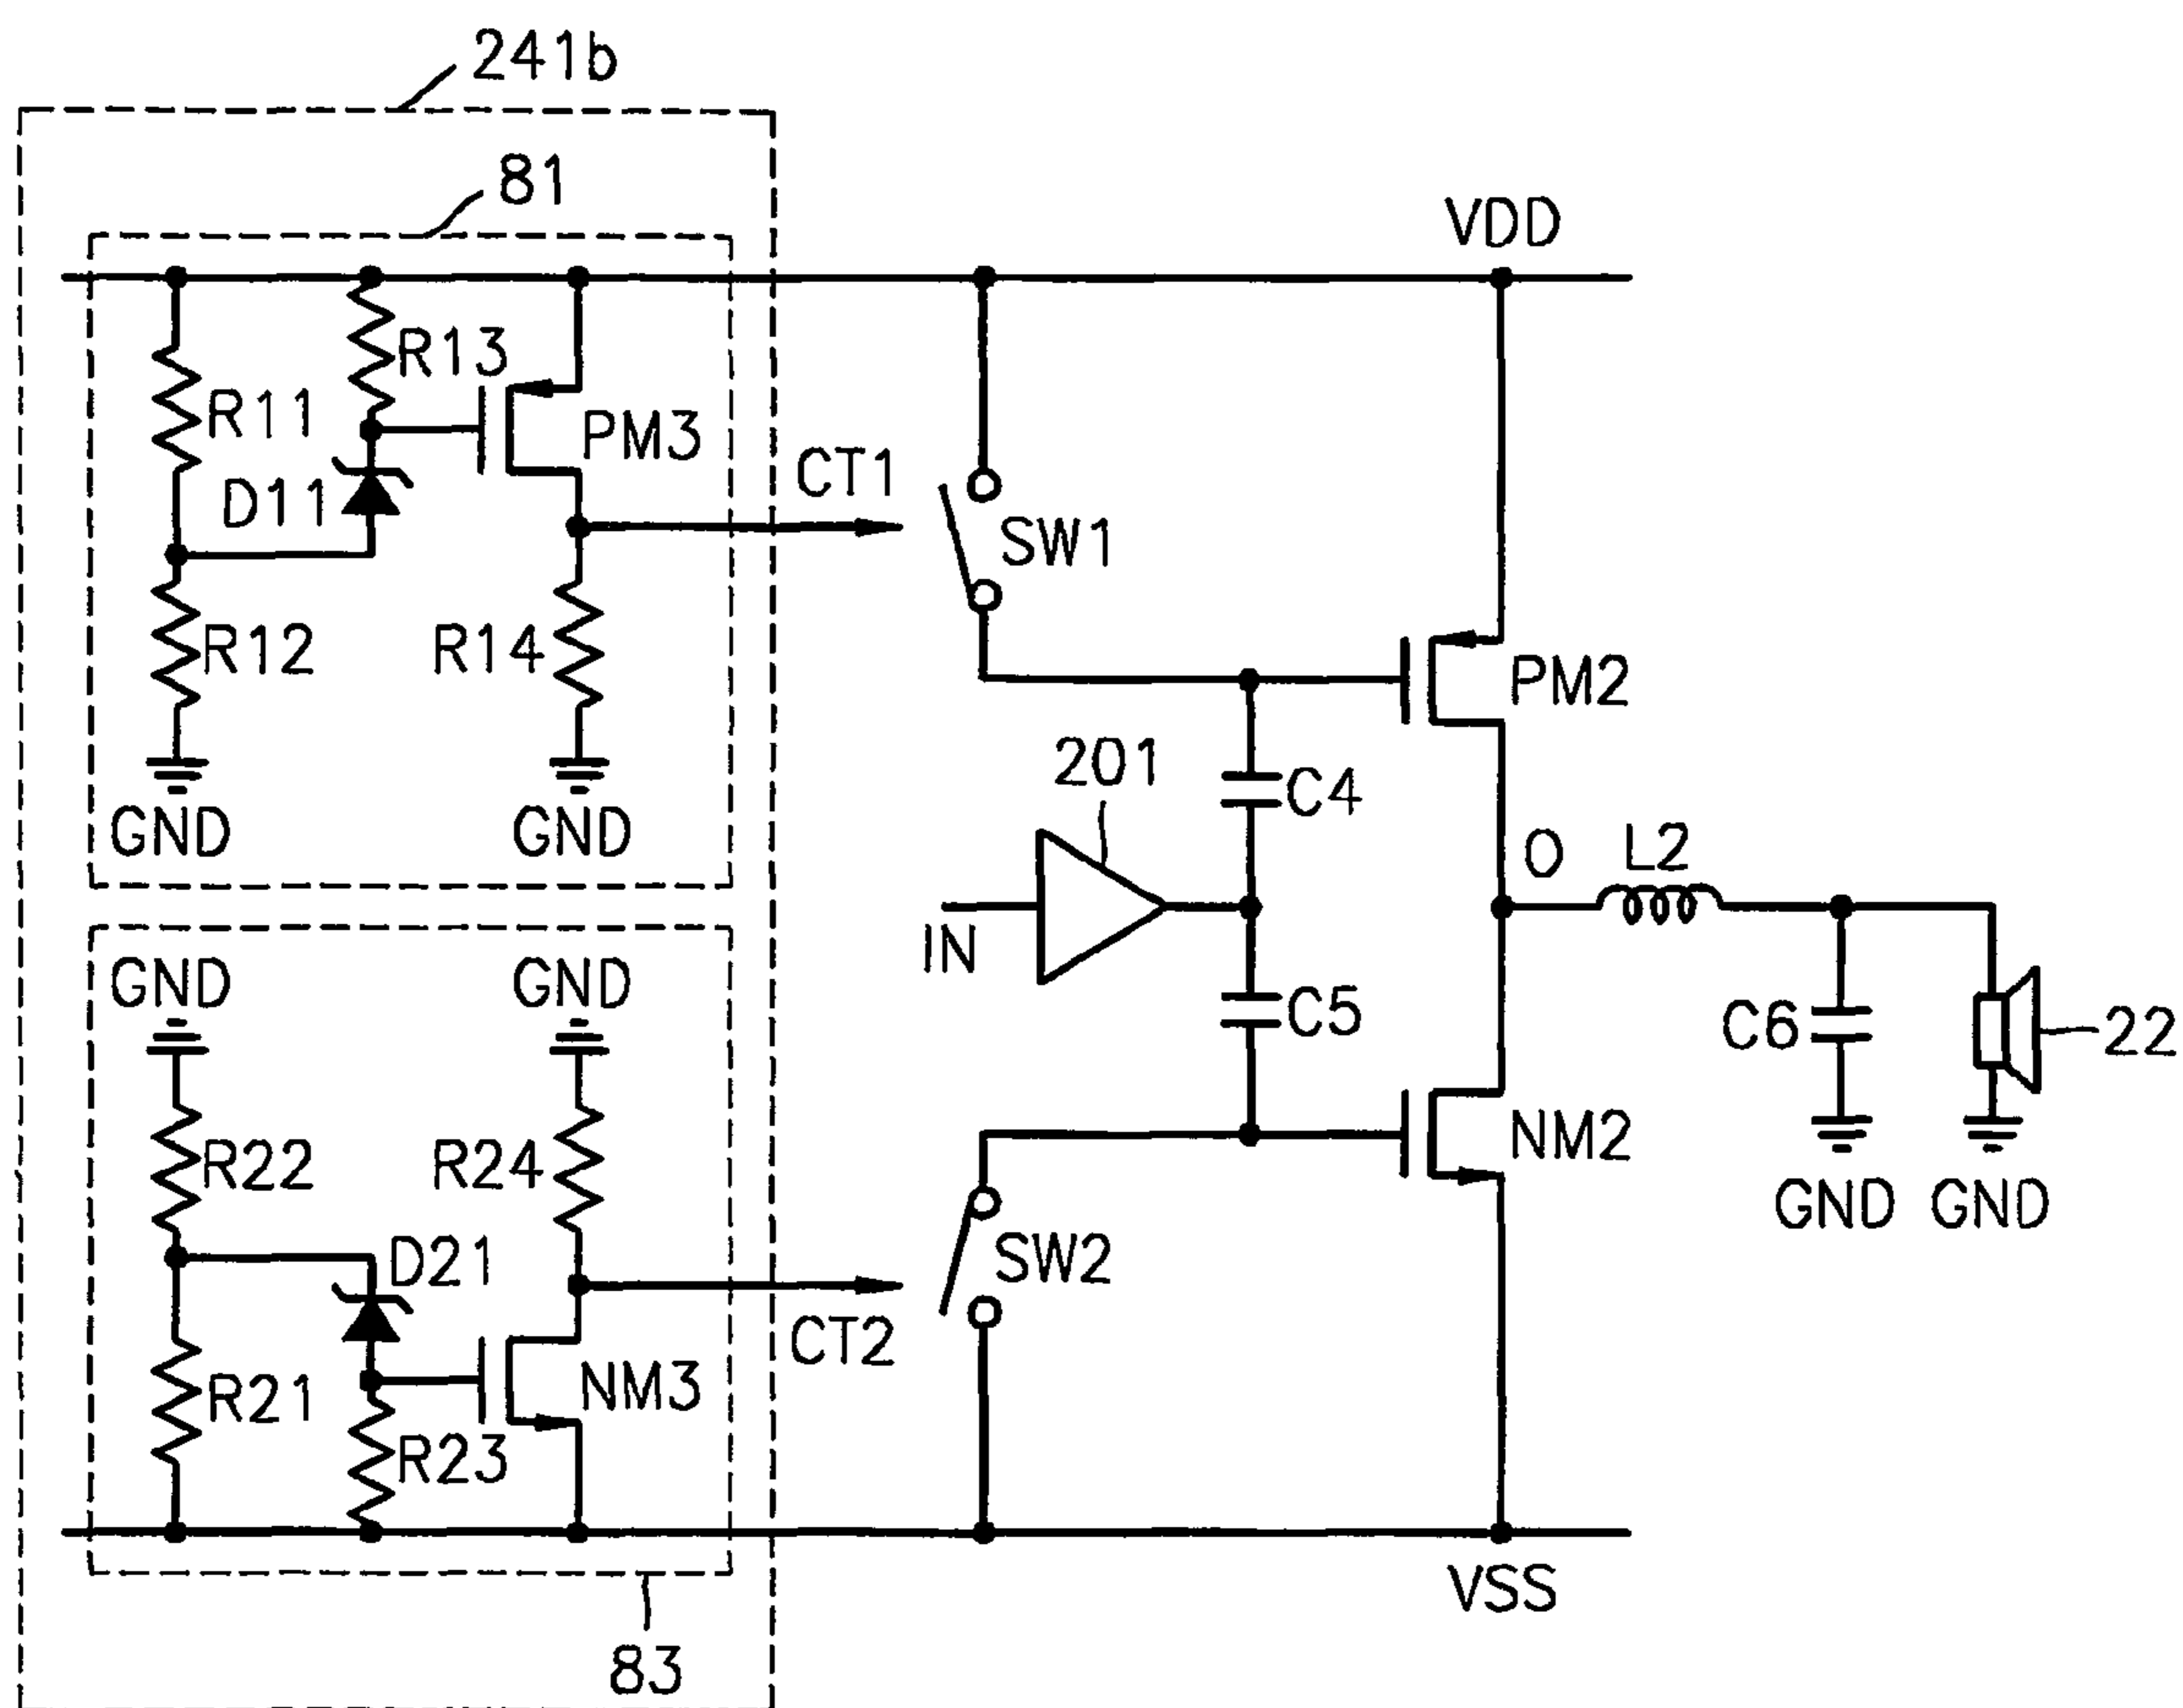 241b
81
VDD
R13
R11
PM3
CT1
D11
SW1
R12
R14
PM2
201
C4
GND
GND
O
L2
IN
GND
GND
C5
C6
22
R22
R24
NM2
GND
GND
D21
SW2
CT2
R21
NM3
R23
VSS
83